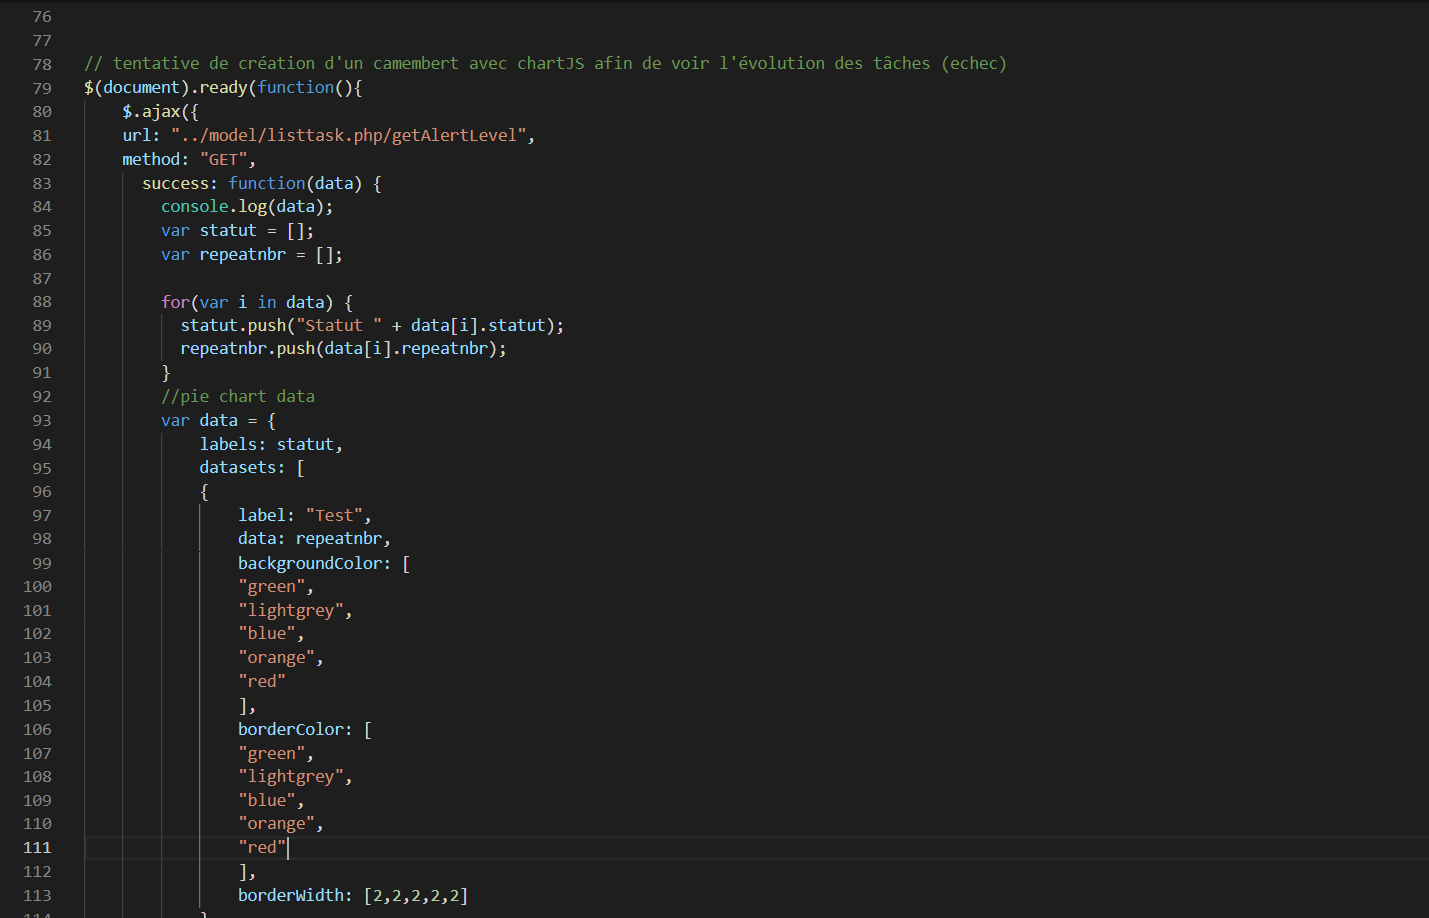 76
77
78 // tentative de création d'un camembert avec chartJS afin de voir l'évolution des tâches (echec)
79 $(document).ready(function(){
80 $.ajax({
81 url: "../model/listtask.php/getAlertLevel",
82 method: "GET",
83 success: function(data) {
84 console.log(data);
85 var statut = [];
86 var repeatnbr = [];
87
88 for(var i in data) {
89 statut.push("Statut " + data[i].statut);
90 repeatnbr.push(data[i].repeatnbr);
91 }
92 //pie chart data
93 var data = {
94 labels: statut,
95 datasets: [
96 {
97 label: "Test",
98 data: repeatnbr,
99 backgroundColor: [
100 "green",
101 "lightgrey",
102 "blue",
103 "orange",
104 "red"
105 ],
106 borderColor: [
107 "green",
108 "lightgrey",
109 "blue",
110 "orange",
111 "red"
112 ],
113 borderWidth: [2,2,2,2,2]
114 }